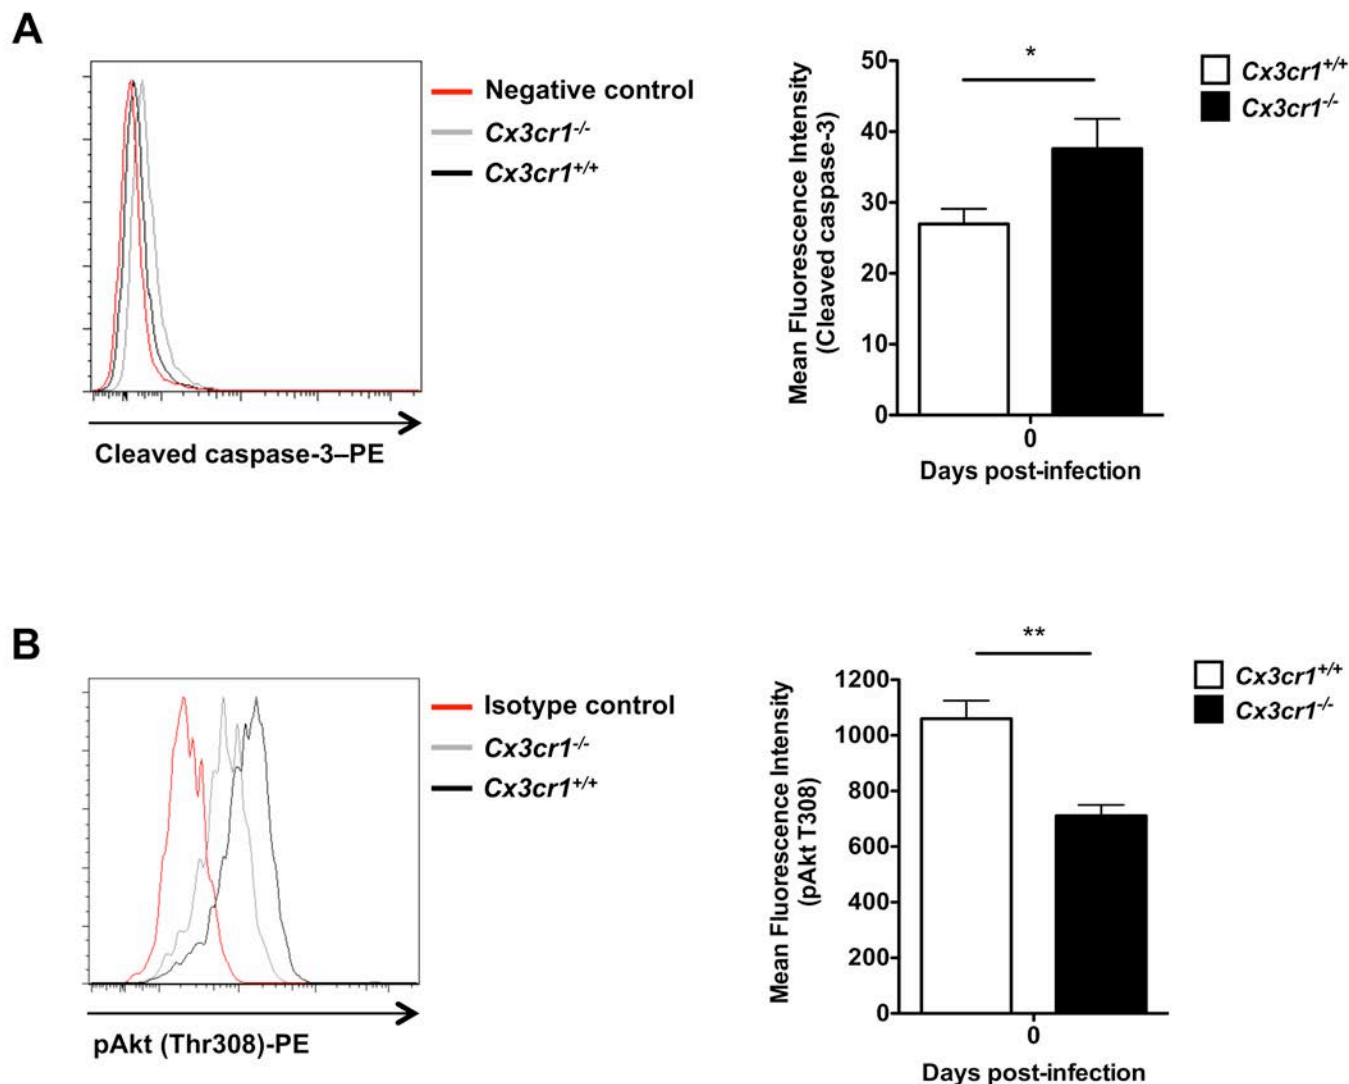 A
Negative control
Cx3cr1-/-
Cx3cr1+/+
Cleaved caspase-3–PE
Mean Fluorescence Intensity
(Cleaved caspase-3)
50
40
30
20
10
0
*
0
Days post-infection
Cx3cr1+/+
Cx3cr1-/-
B
Isotype control
Cx3cr1-/-
Cx3cr1+/+
pAkt (Thr308)-PE
Mean Fluorescence Intensity
(pAkt T308)
1200
1000
800
600
400
200
0
**
0
Days post-infection
Cx3cr1+/+
Cx3cr1-/-